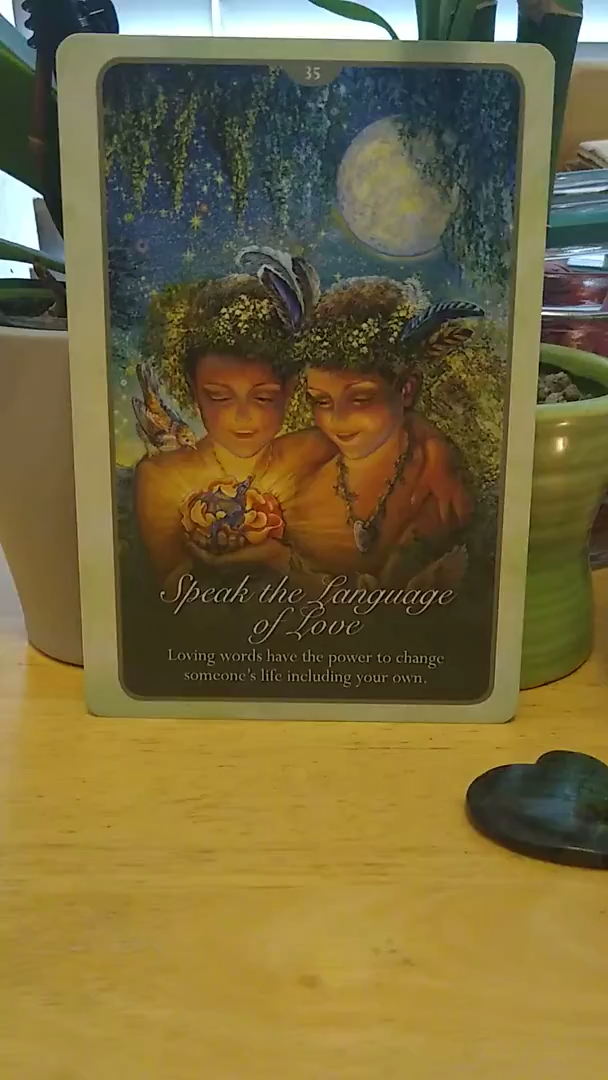 35
Speak the Language
of Love
Loving words have the power to change
someone's life including your own.